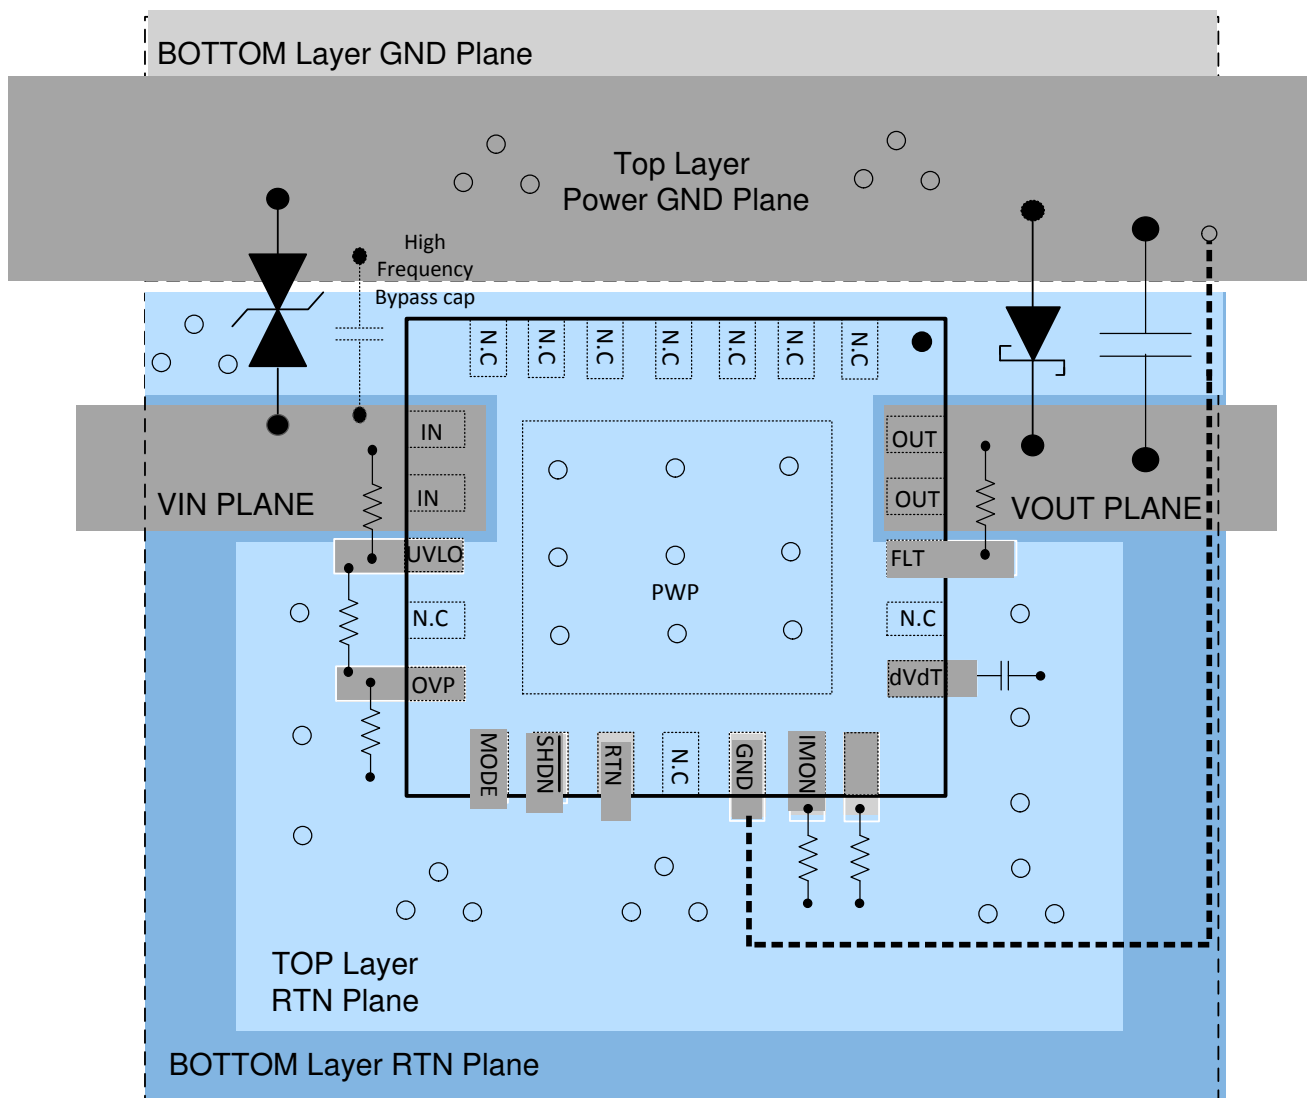 BOTTOM Layer GND Plane
Top Layer
Power GND Plane
High
Frequency
Bypass cap
N.C
N.C
N.C
N.C
N.C
N.C
N.C
IN
OUT
IN
OUT
VIN PLANE
VOUT PLANE
UVLO
FLT
PWP
N.C
N.C
OVP
dVdT
MODE
SHDN
RTN
N.C
GND
IMON
TOP Layer
RTN Plane
BOTTOM Layer RTN Plane